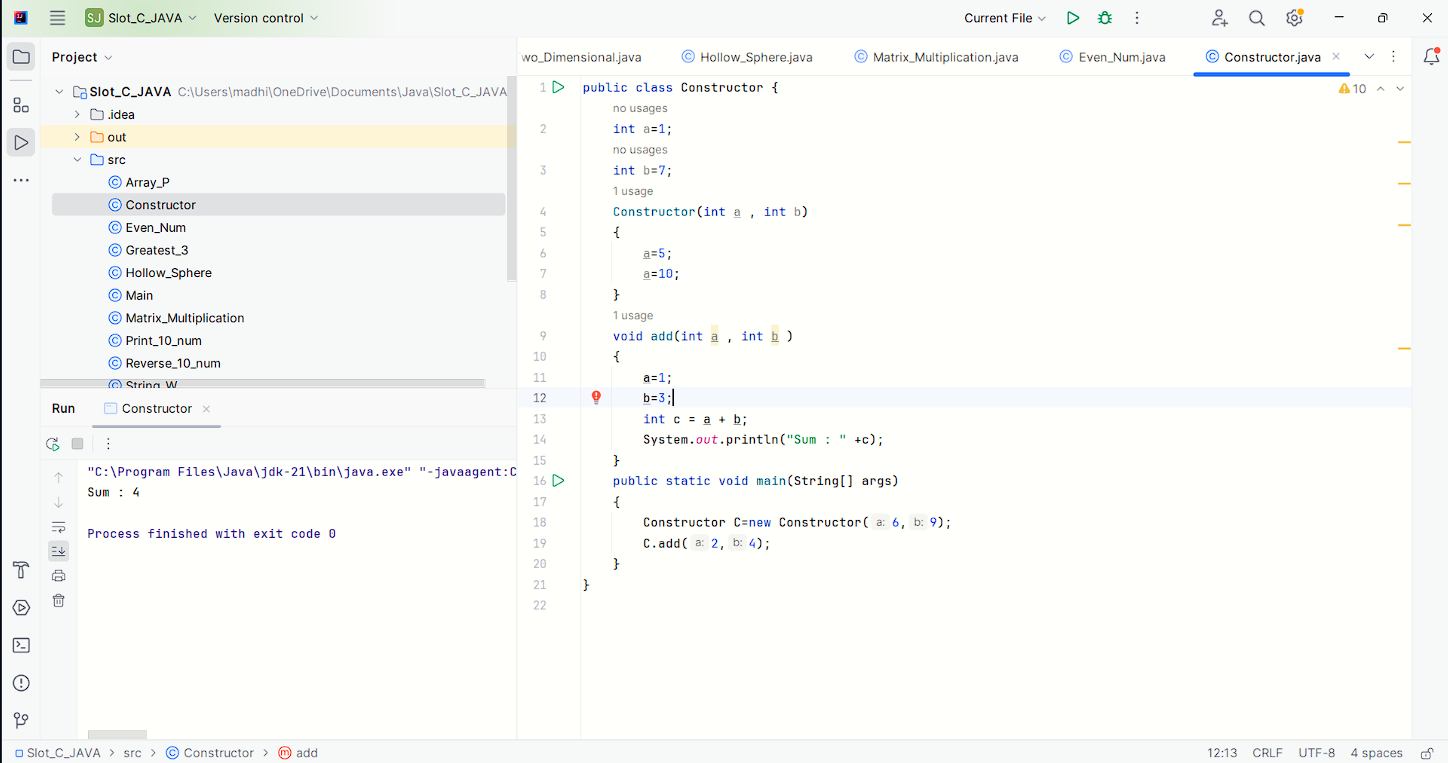 SJ Slot_C_JAVA Version control Current File
Project
Slot_C_JAVA C:\Users\madhi\OneDrive\Documents\Java\Slot_C_JAVA
.idea
out
src
Array_P
Constructor
Even_Num
Greatest_3
Hollow_Sphere
Main
Matrix_Multiplication
Print_10_num
Reverse_10_num
String_W
wo_Dimensional.java Hollow_Sphere.java Matrix_Multiplication.java Even_Num.java Constructor.java
10
1 public class Constructor {
no usages
2 int a=1;
no usages
3 int b=7;
1 usage
4 Constructor(int a , int b)
5 {
6 a=5;
7 a=10;
8 }
1 usage
9 void add(int a , int b )
10 {
11 a=1;
12 b=3;
13 int c = a + b;
14 System.out.println("Sum : " +c);
15 }
16 public static void main(String[] args)
17 {
18 Constructor C=new Constructor( a: 6, b: 9);
19 C.add( a: 2, b: 4);
20 }
21 }
22
Run Constructor
"C:\Program Files\Java\jdk-21\bin\java.exe" "-javaagent:C
Sum : 4
Process finished with exit code 0
Slot_C_JAVA > src > Constructor > add
12:13 CRLF UTF-8 4 spaces